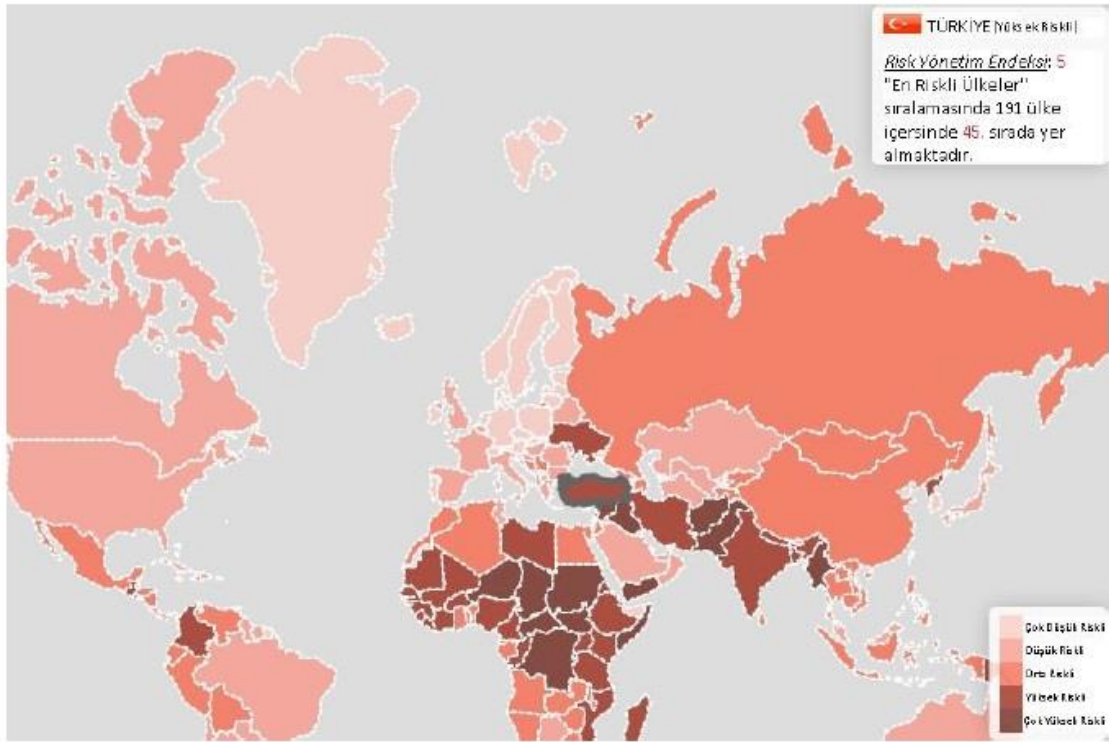 TÜRKİYE (Yüksek Riskli)
Risk Yönetim Endeksi; 5
"En Riskli Ülkeler"
sıralamasında 191 ülke
içersinde 45. sırada yer
almaktadır.
Çok Düşük Riskli
Düşük Riskli
Orta Riskli
Yüksek Riskli
Çok Yüksek Riskli